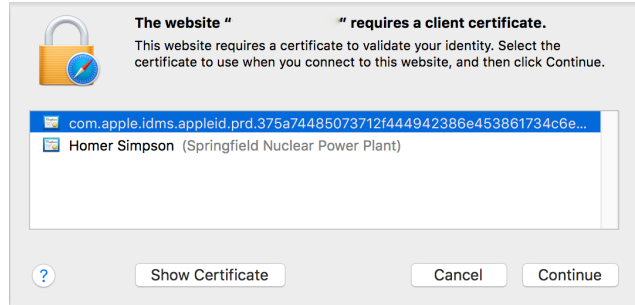 The website “ ” requires a client certificate.
This website requires a certificate to validate your identity. Select the
certificate to use when you connect to this website, and then click Continue.
com.apple.idms.appleid.prd.375a74485073712f444942386e453861734c6e...
Homer Simpson (Springfield Nuclear Power Plant)
? Show Certificate Cancel Continue